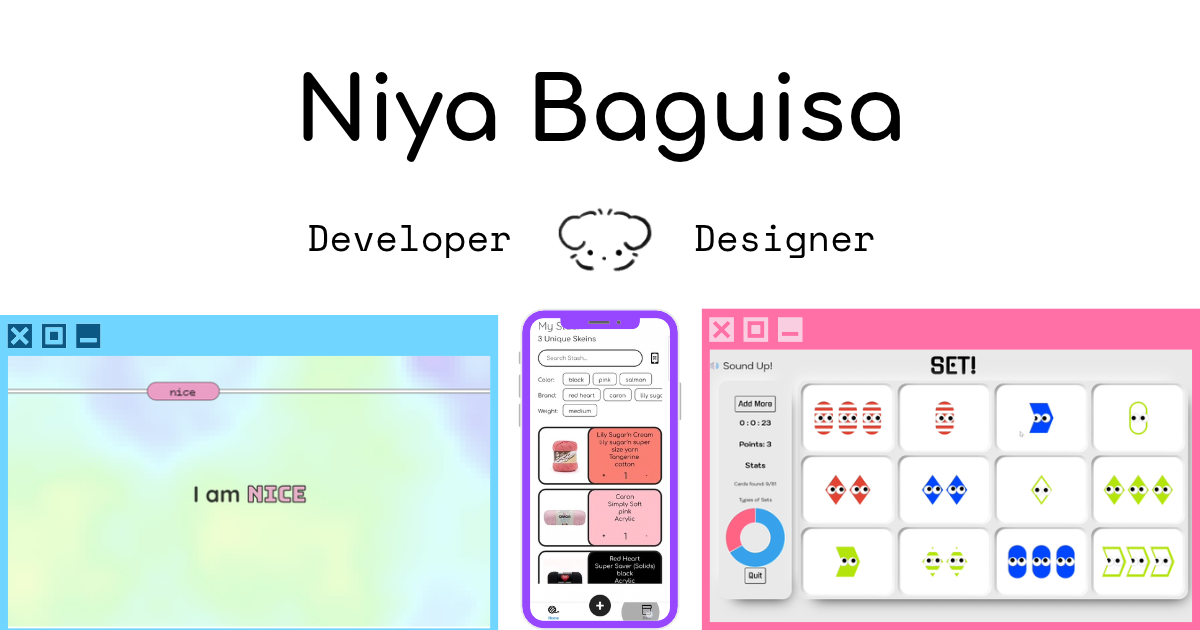 Niya Baguisa
Developer
Designer
nice
I am NICE
3 Unique Skeins
Search Stash...
Color: black pink salmon
Brand: red heart caron
Weight: medium
Lily Sugar'n Cream
lily sugar'n super
size yarn
Tangerine
cotton
1
Caron
Simply Soft
pink
Acrylic
1
Red Heart
Super Saver (Solids)
black
Acrylic
Home
Sound Up!
SET!
Add More
0 : 0 : 23
Points: 3
Stats
Cards found: 9/81
Types of Sets
Quit